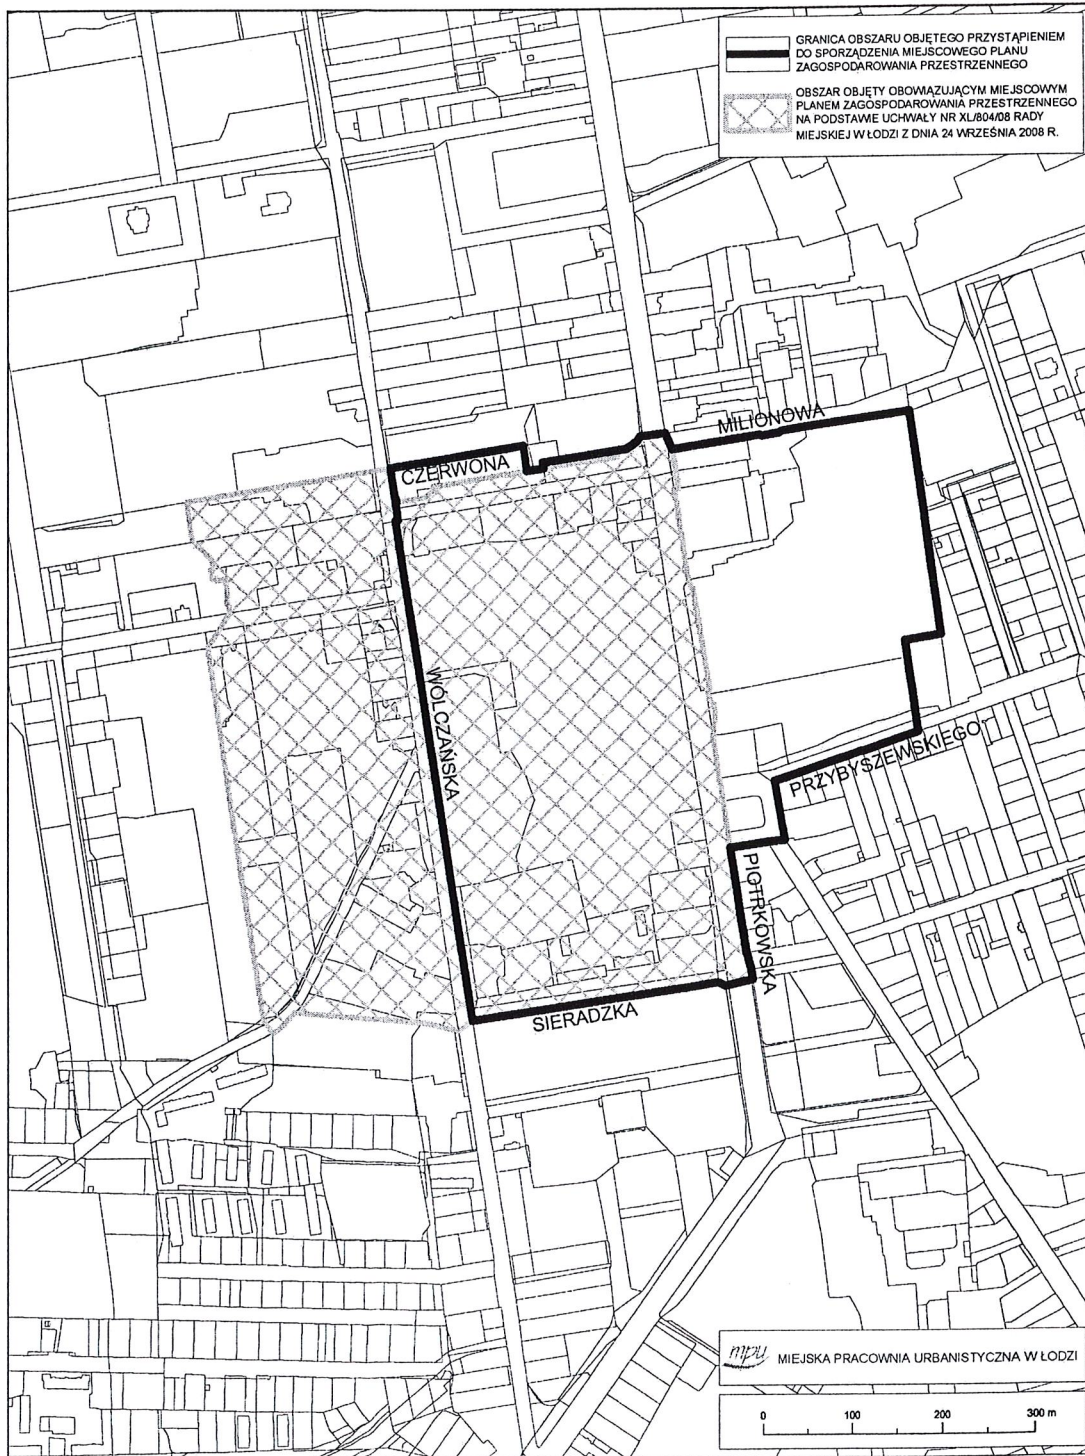 GRANICA OBSZARU OBJĘTEGO PRZYSTĄPIENIEM
DO SPORZĄDZENIA MIEJSCOWEGO PLANU
ZAGOSPODAROWANIA PRZESTRZENNEGO
OBSZAR OBJĘTY OBOWIĄZUJĄCYM MIEJSCOWYM
PLANEM ZAGOSPODAROWANIA PRZESTRZENNEGO
NA PODSTAWIE UCHWAŁY NR XL/804/08 RADY
MIEJSKIEJ W ŁODZI Z DNIA 24 WRZEŚNIA 2008 R.
MILIONOWA
CZERWONA
WÓLCZAŃSKA
PRZYBYSZEWSKIEGO
PIOTRKOWSKA
SIERADZKA
mpu MIEJSKA PRACOWNIA URBANISTYCZNA W ŁODZI
0 100 200 300 m